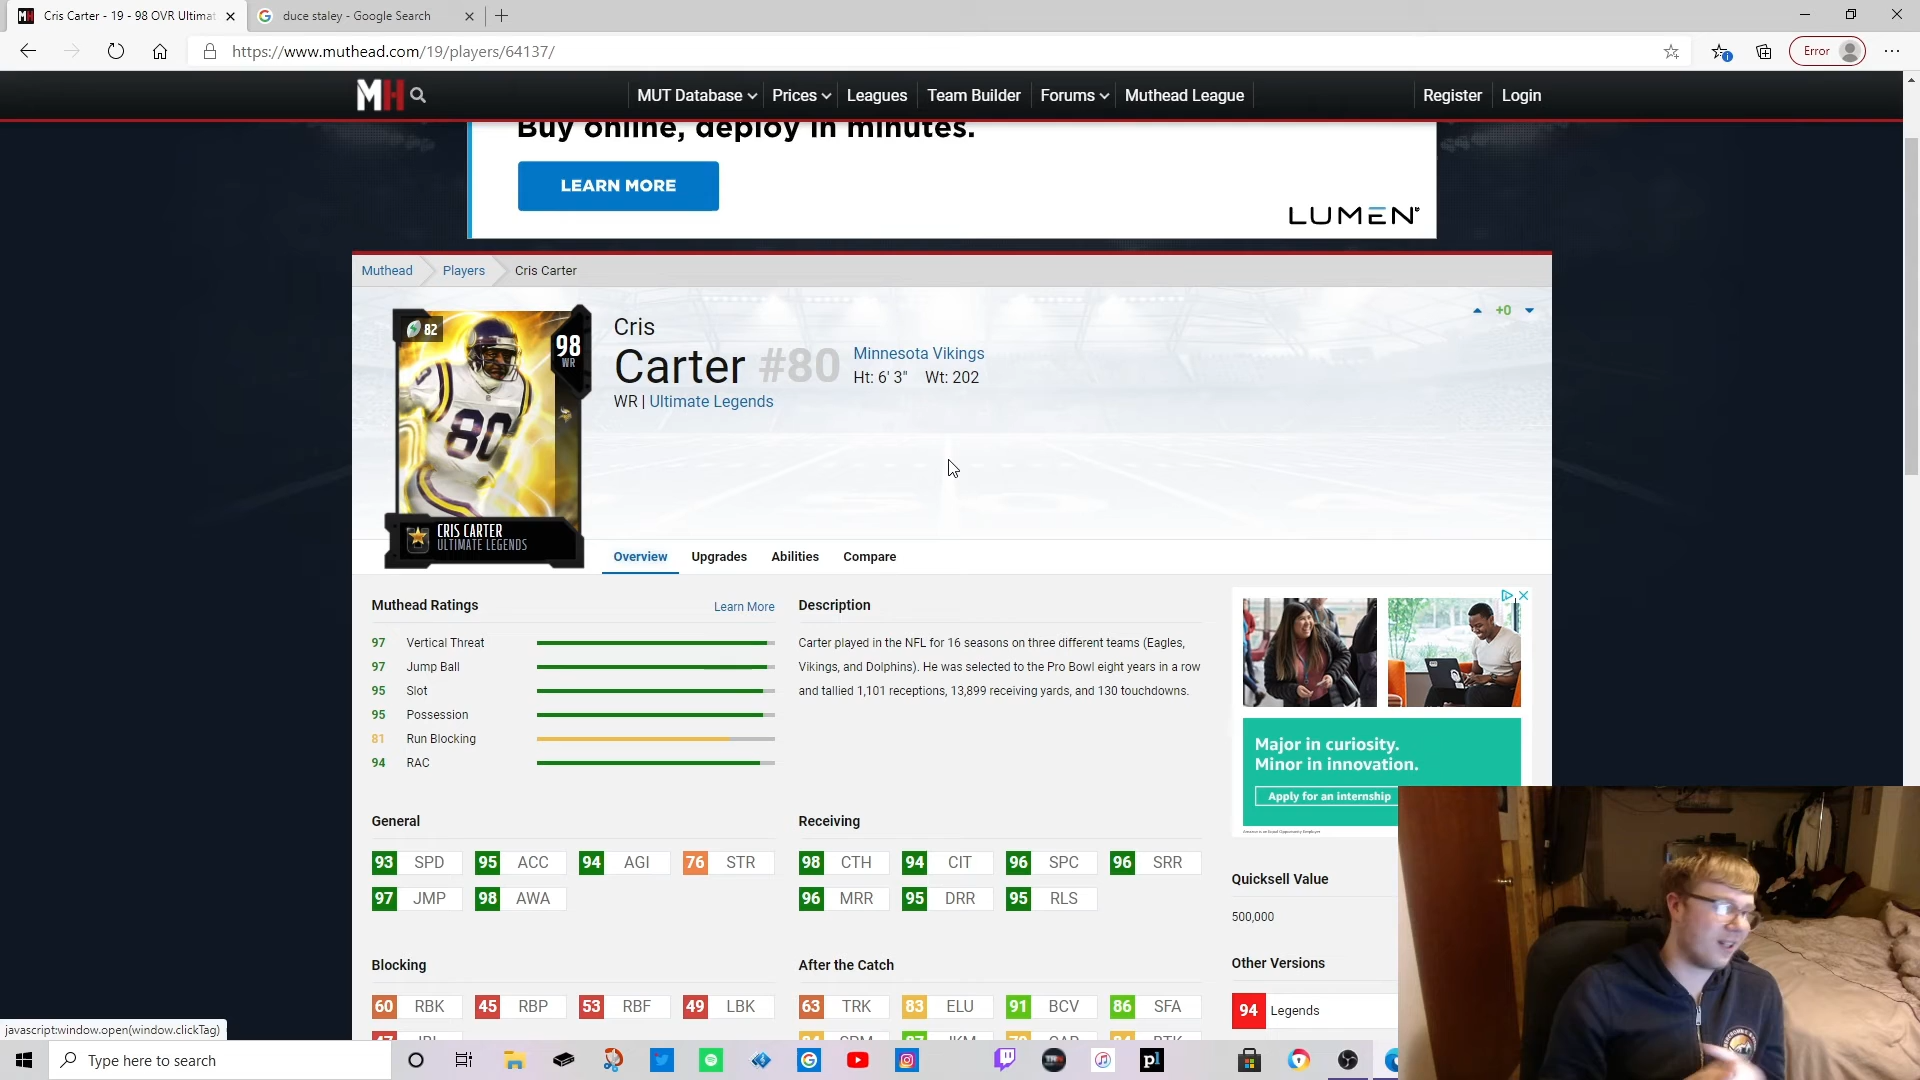 Cris Carter - 19 - 98 OVR Ultimat
duce staley - Google Search
https://www.muthead.com/19/players/64137/
Error
MH
MUT Database
Prices
Leagues
Team Builder
Forums
Muthead League
Register
Login
Buy online, deploy in minutes.
LEARN MORE
LUMEN
Muthead
Players
Cris Carter
82
98
WR
80
CRIS CARTER
ULTIMATE LEGENDS
Cris
Carter #80
Minnesota Vikings
Ht: 6' 3" Wt: 202
WR | Ultimate Legends
+0
Overview
Upgrades
Abilities
Compare
Muthead Ratings
Learn More
97 Vertical Threat
97 Jump Ball
95 Slot
95 Possession
81 Run Blocking
94 RAC
Description
Carter played in the NFL for 16 seasons on three different teams (Eagles,
Vikings, and Dolphins). He was selected to the Pro Bowl eight years in a row
and tallied 1,101 receptions, 13,899 receiving yards, and 130 touchdowns.
Major in curiosity.
Minor in innovation.
Apply for an internship
General
93 SPD 95 ACC 94 AGI 76 STR
97 JMP 98 AWA
Receiving
98 CTH 94 CIT 96 SPC 96 SRR
96 MRR 95 DRR 95 RLS
Quicksell Value
500,000
Other Versions
94 Legends
Blocking
60 RBK 45 RBP 53 RBF 49 LBK
After the Catch
63 TRK 83 ELU 91 BCV 86 SFA
javascript:window.open(window.clickTag)
Type here to search